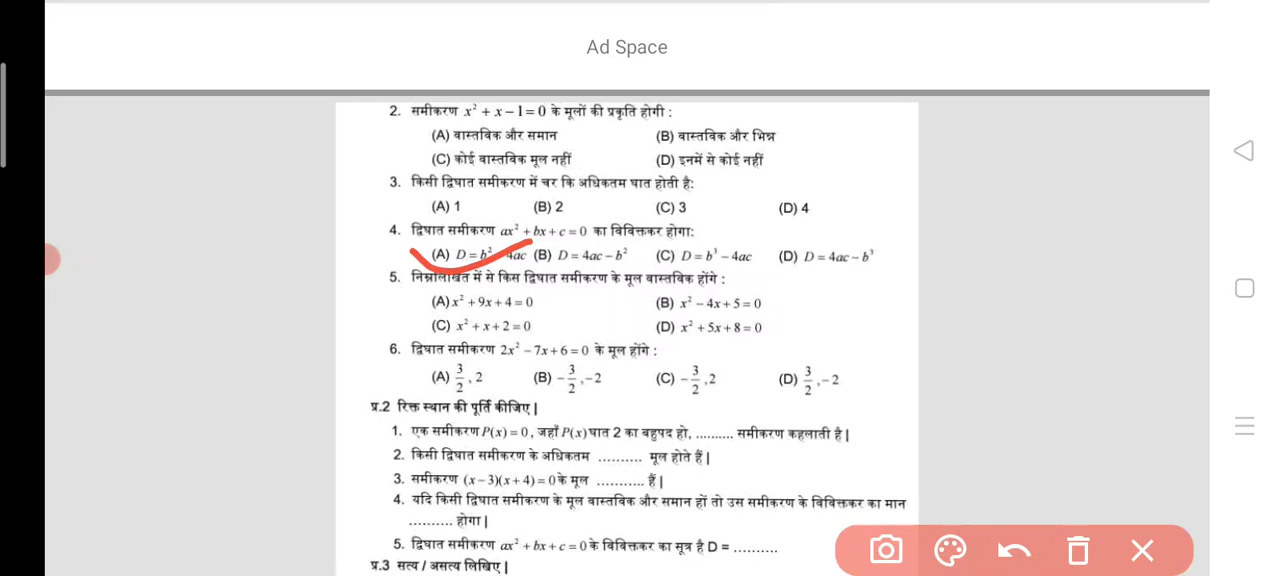 Ad Space
2. समीकरण x² + x − 1 = 0 के मूलों की प्रकृति होगी :
(A) वास्तविक और समान (B) वास्तविक और भिन्न
(C) कोई वास्तविक मूल नहीं (D) इनमें से कोई नहीं
3. किसी द्विघात समीकरण में चर कि अधिकतम घात होती है:
(A) 1 (B) 2 (C) 3 (D) 4
4. द्विघात समीकरण ax² + bx + c = 0 का विविक्तकर होगा:
(A) D = b² − 4ac (B) D = 4ac − b² (C) D = b³ − 4ac (D) D = 4ac − b³
5. निम्नलिखित में से किस द्विघात समीकरण के मूल वास्तविक होंगे :
(A) x² + 9x + 4 = 0 (B) x² − 4x + 5 = 0
(C) x² + x + 2 = 0 (D) x² + 5x + 8 = 0
6. द्विघात समीकरण 2x² − 7x + 6 = 0 के मूल होंगे :
(A) 3/2 , 2 (B) −3/2 , −2 (C) −3/2 , 2 (D) 3/2 , −2
प्र.2 रिक्त स्थान की पूर्ति कीजिए |
1. एक समीकरण P(x) = 0 , जहाँ P(x) घात 2 का बहुपद हो, .......... समीकरण कहलाती है |
2. किसी द्विघात समीकरण के अधिकतम .......... मूल होते हैं |
3. समीकरण (x − 3)(x + 4) = 0 के मूल ........... हैं |
4. यदि किसी द्विघात समीकरण के मूल वास्तविक और समान हों तो उस समीकरण के विविक्तकर का मान
.......... होगा |
5. द्विघात समीकरण ax² + bx + c = 0 के विविक्तकर का सूत्र है D = ..........
प्र.3 सत्य / असत्य लिखिए |